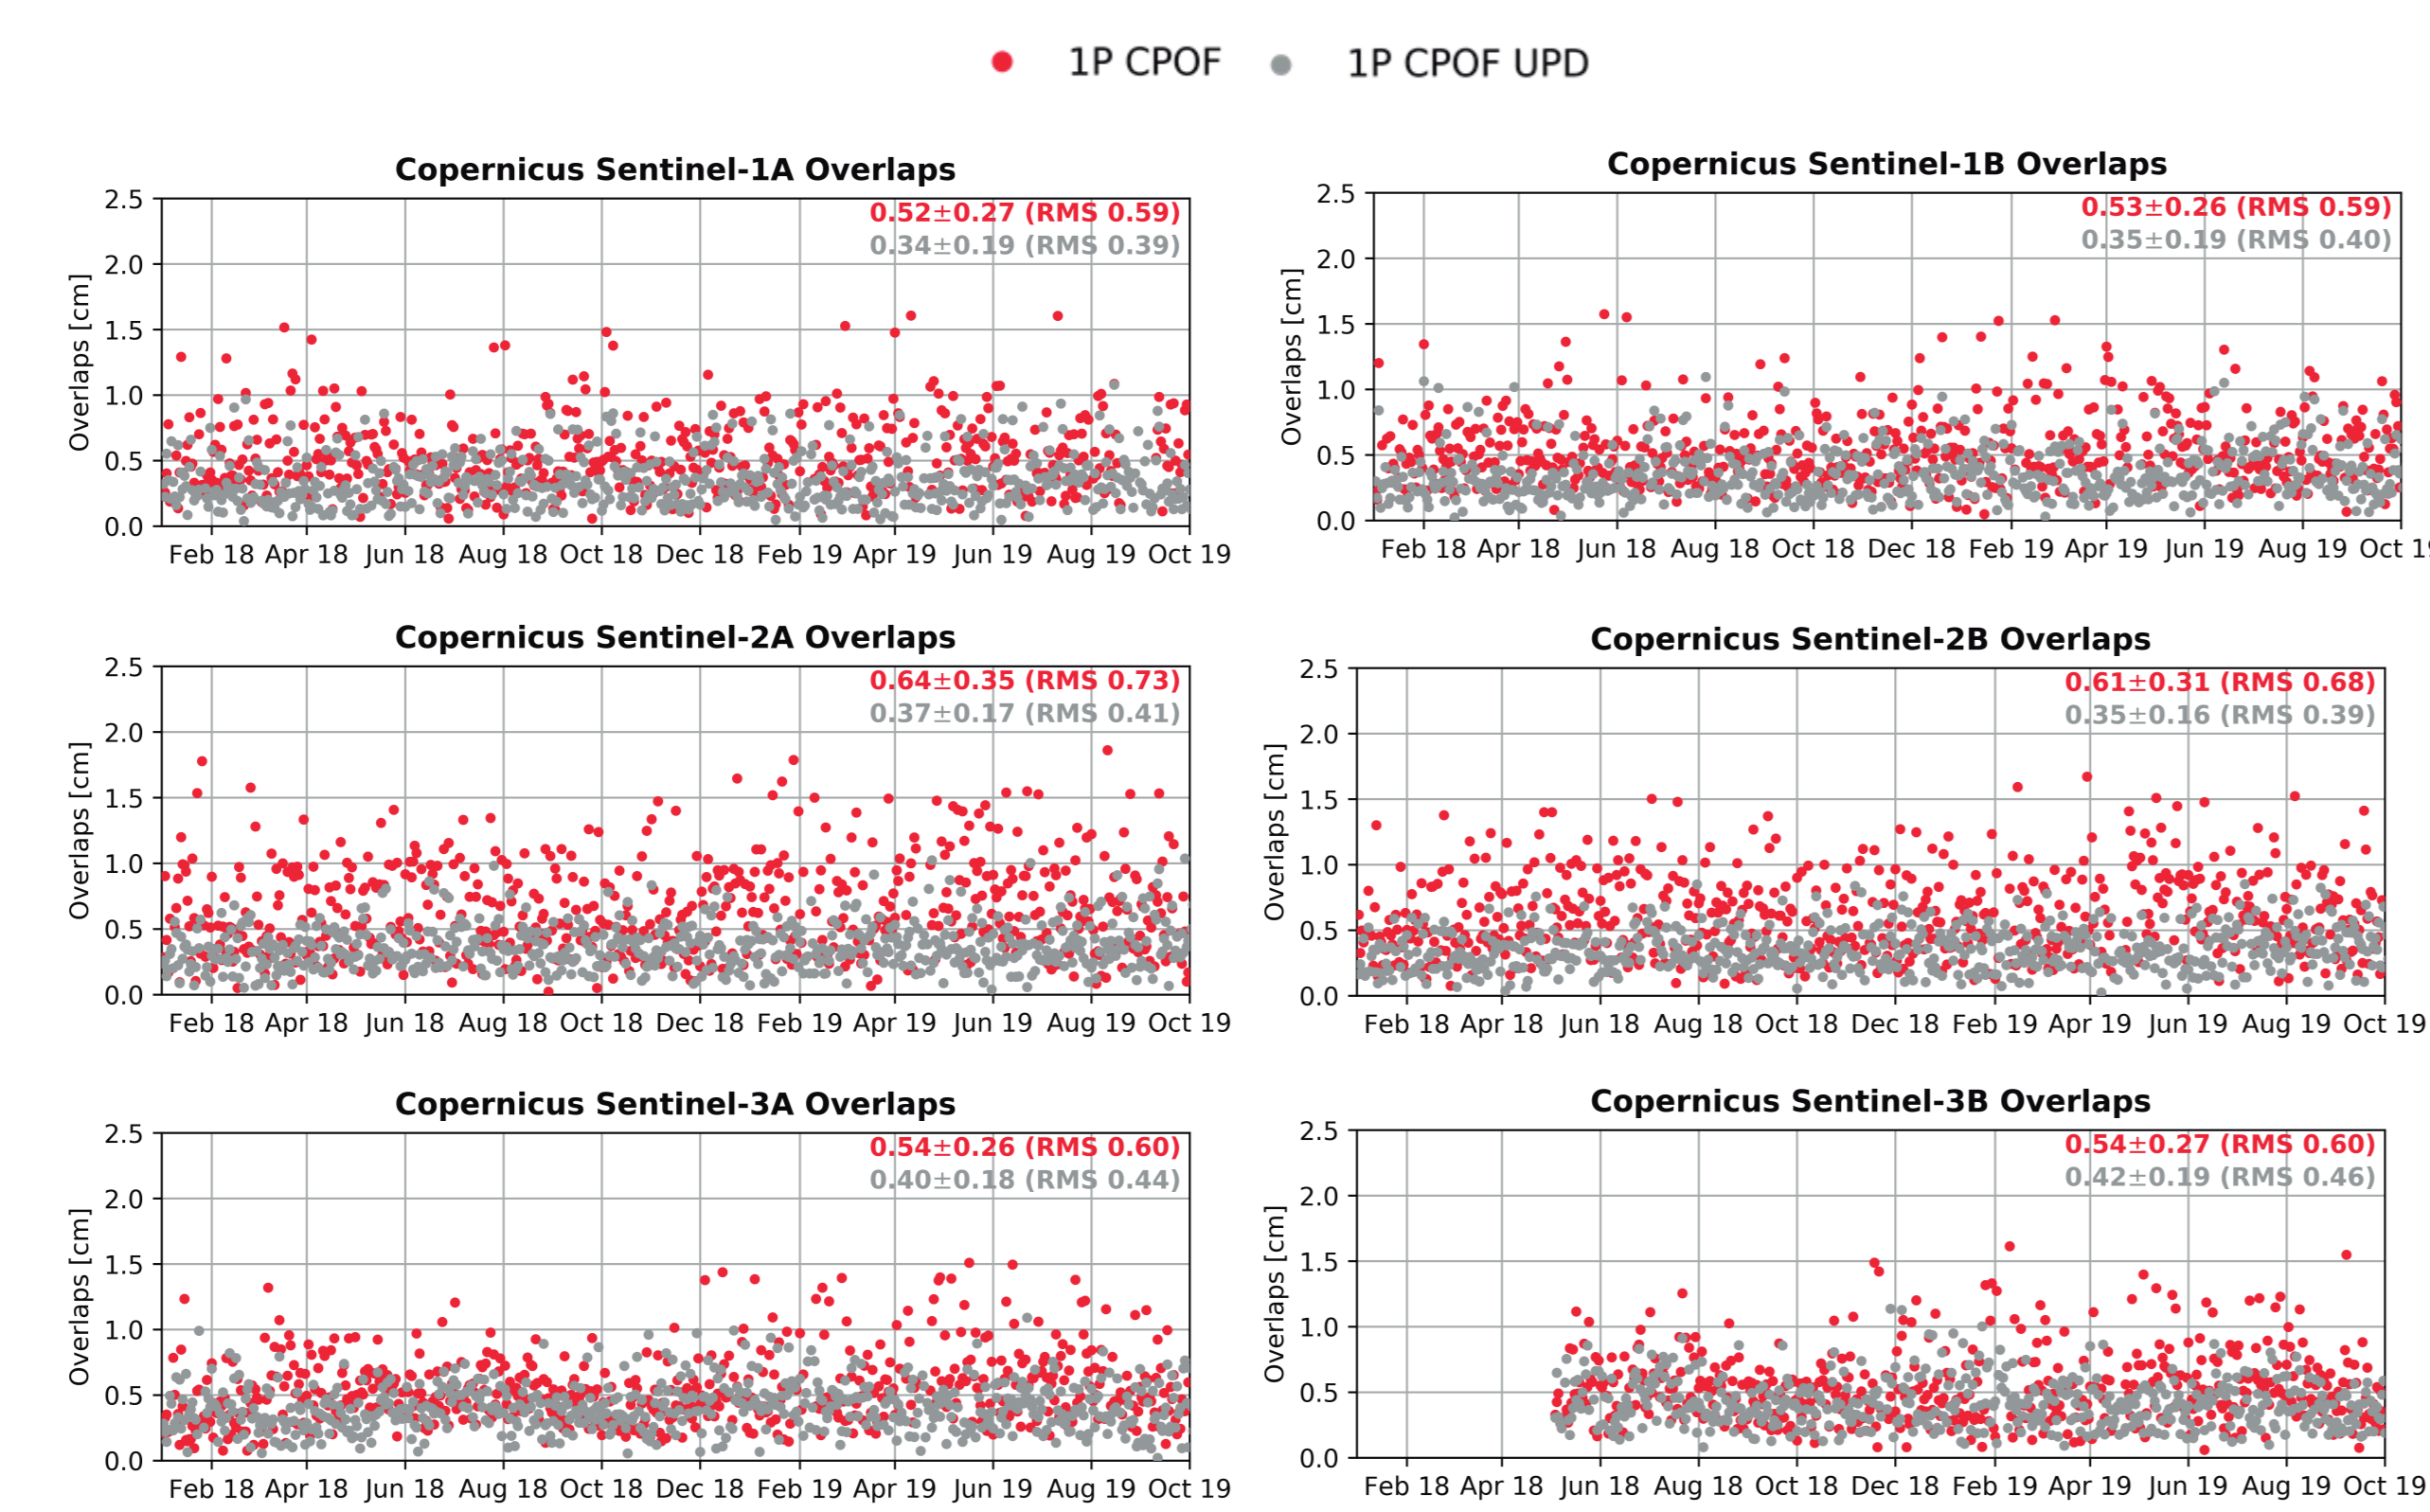 1P CPOF 1P CPOF UPD
Copernicus Sentinel-1A Overlaps
0.52±0.27 (RMS 0.59)
0.34±0.19 (RMS 0.39)
Overlaps [cm]
2.5
2.0
1.5
1.0
0.5
0.0
Feb 18 Apr 18 Jun 18 Aug 18 Oct 18 Dec 18 Feb 19 Apr 19 Jun 19 Aug 19 Oct 19
Copernicus Sentinel-1B Overlaps
0.53±0.26 (RMS 0.59)
0.35±0.19 (RMS 0.40)
Overlaps [cm]
2.5
2.0
1.5
1.0
0.5
0.0
Feb 18 Apr 18 Jun 18 Aug 18 Oct 18 Dec 18 Feb 19 Apr 19 Jun 19 Aug 19 Oct 19
Copernicus Sentinel-2A Overlaps
0.64±0.35 (RMS 0.73)
0.37±0.17 (RMS 0.41)
Overlaps [cm]
2.5
2.0
1.5
1.0
0.5
0.0
Feb 18 Apr 18 Jun 18 Aug 18 Oct 18 Dec 18 Feb 19 Apr 19 Jun 19 Aug 19 Oct 19
Copernicus Sentinel-2B Overlaps
0.61±0.31 (RMS 0.68)
0.35±0.16 (RMS 0.39)
Overlaps [cm]
2.5
2.0
1.5
1.0
0.5
0.0
Feb 18 Apr 18 Jun 18 Aug 18 Oct 18 Dec 18 Feb 19 Apr 19 Jun 19 Aug 19 Oct 19
Copernicus Sentinel-3A Overlaps
0.54±0.26 (RMS 0.60)
0.40±0.18 (RMS 0.44)
Overlaps [cm]
2.5
2.0
1.5
1.0
0.5
0.0
Feb 18 Apr 18 Jun 18 Aug 18 Oct 18 Dec 18 Feb 19 Apr 19 Jun 19 Aug 19 Oct 19
Copernicus Sentinel-3B Overlaps
0.54±0.27 (RMS 0.60)
0.42±0.19 (RMS 0.46)
Overlaps [cm]
2.5
2.0
1.5
1.0
0.5
0.0
Feb 18 Apr 18 Jun 18 Aug 18 Oct 18 Dec 18 Feb 19 Apr 19 Jun 19 Aug 19 Oct 19